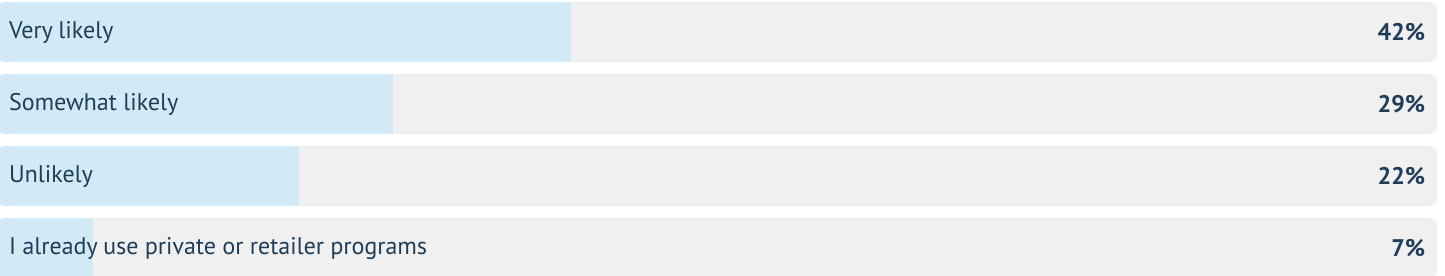 Very likely 42%
Somewhat likely 29%
Unlikely 22%
I already use private or retailer programs 7%